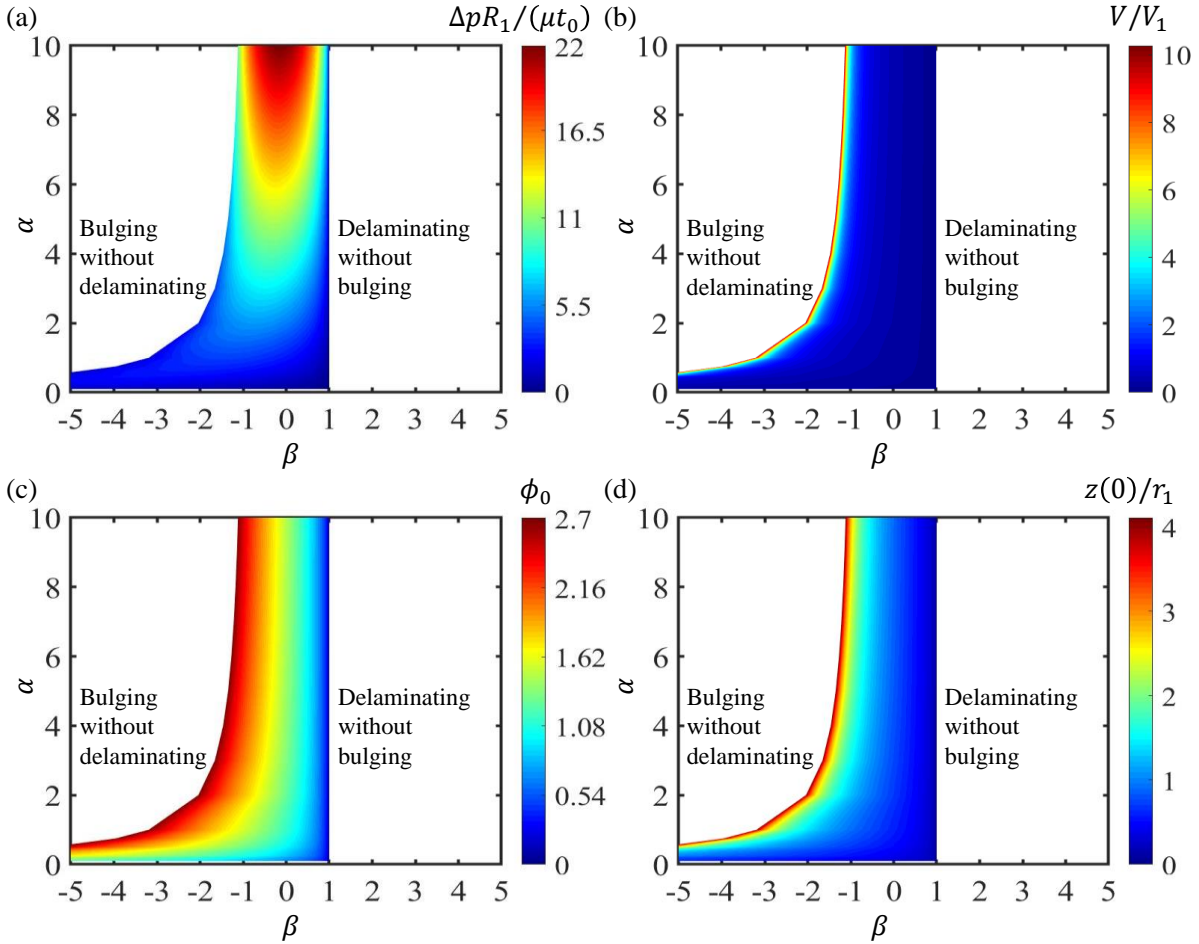 (a)
ΔpR₁/(μt₀)
10
8
6
4
2
0
α
Bulging
without
delaminating
Delaminating
without
bulging
-5 -4 -3 -2 -1 0 1 2 3 4 5
β
22
16.5
11
5.5
0
(b)
V/V₁
10
8
6
4
2
0
α
Bulging
without
delaminating
Delaminating
without
bulging
-5 -4 -3 -2 -1 0 1 2 3 4 5
β
10
8
6
4
2
0
(c)
ϕ₀
10
8
6
4
2
0
α
Bulging
without
delaminating
Delaminating
without
bulging
-5 -4 -3 -2 -1 0 1 2 3 4 5
β
2.7
2.16
1.62
1.08
0.54
0
(d)
z(0)/r₁
10
8
6
4
2
0
α
Bulging
without
delaminating
Delaminating
without
bulging
-5 -4 -3 -2 -1 0 1 2 3 4 5
β
4
3
2
1
0